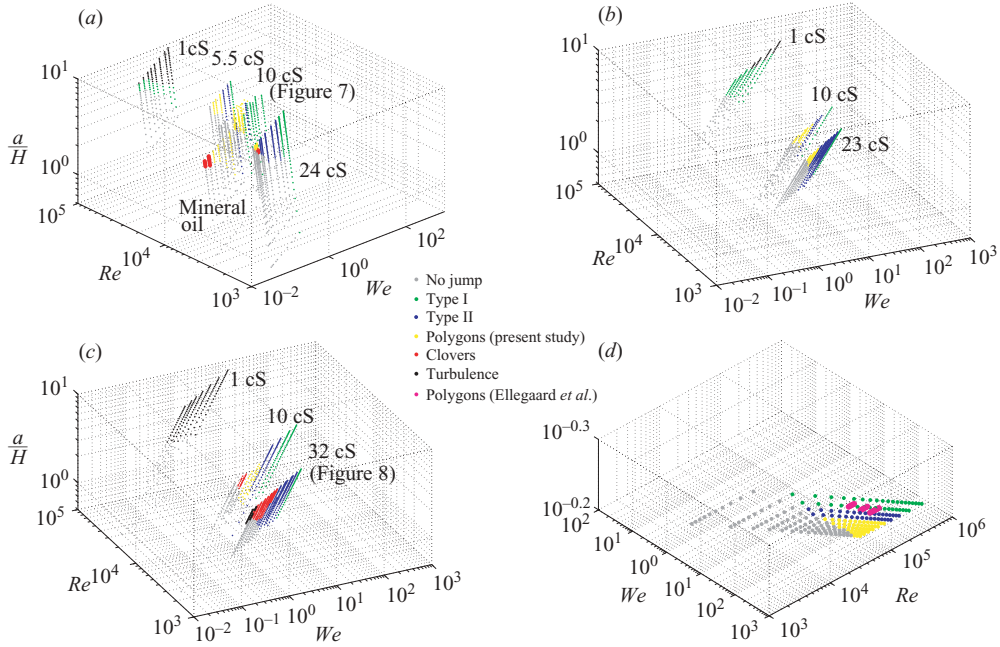 (a)
1cS
5.5 cS
10 cS
(Figure 7)
24 cS
Mineral
oil
a/H
10^1
10^0
10^5
Re
10^4
10^3
10^-2
10^0
We
10^2
(b)
1 cS
10 cS
23 cS
10^1
10^0
10^5
Re
10^4
10^3
10^-2
10^-1
10^0
10^1
10^2
10^3
We
No jump
Type I
Type II
Polygons (present study)
Clovers
Turbulence
Polygons (Ellegaard et al.)
(c)
1 cS
10 cS
32 cS
(Figure 8)
a/H
10^1
10^0
10^5
Re
10^4
10^3
10^-2
10^-1
10^0
10^1
10^2
10^3
We
(d)
10^-0.3
10^-0.2
10^2
10^1
10^0
10^1
10^2
10^3
We
10^3
10^4
10^5
10^6
Re